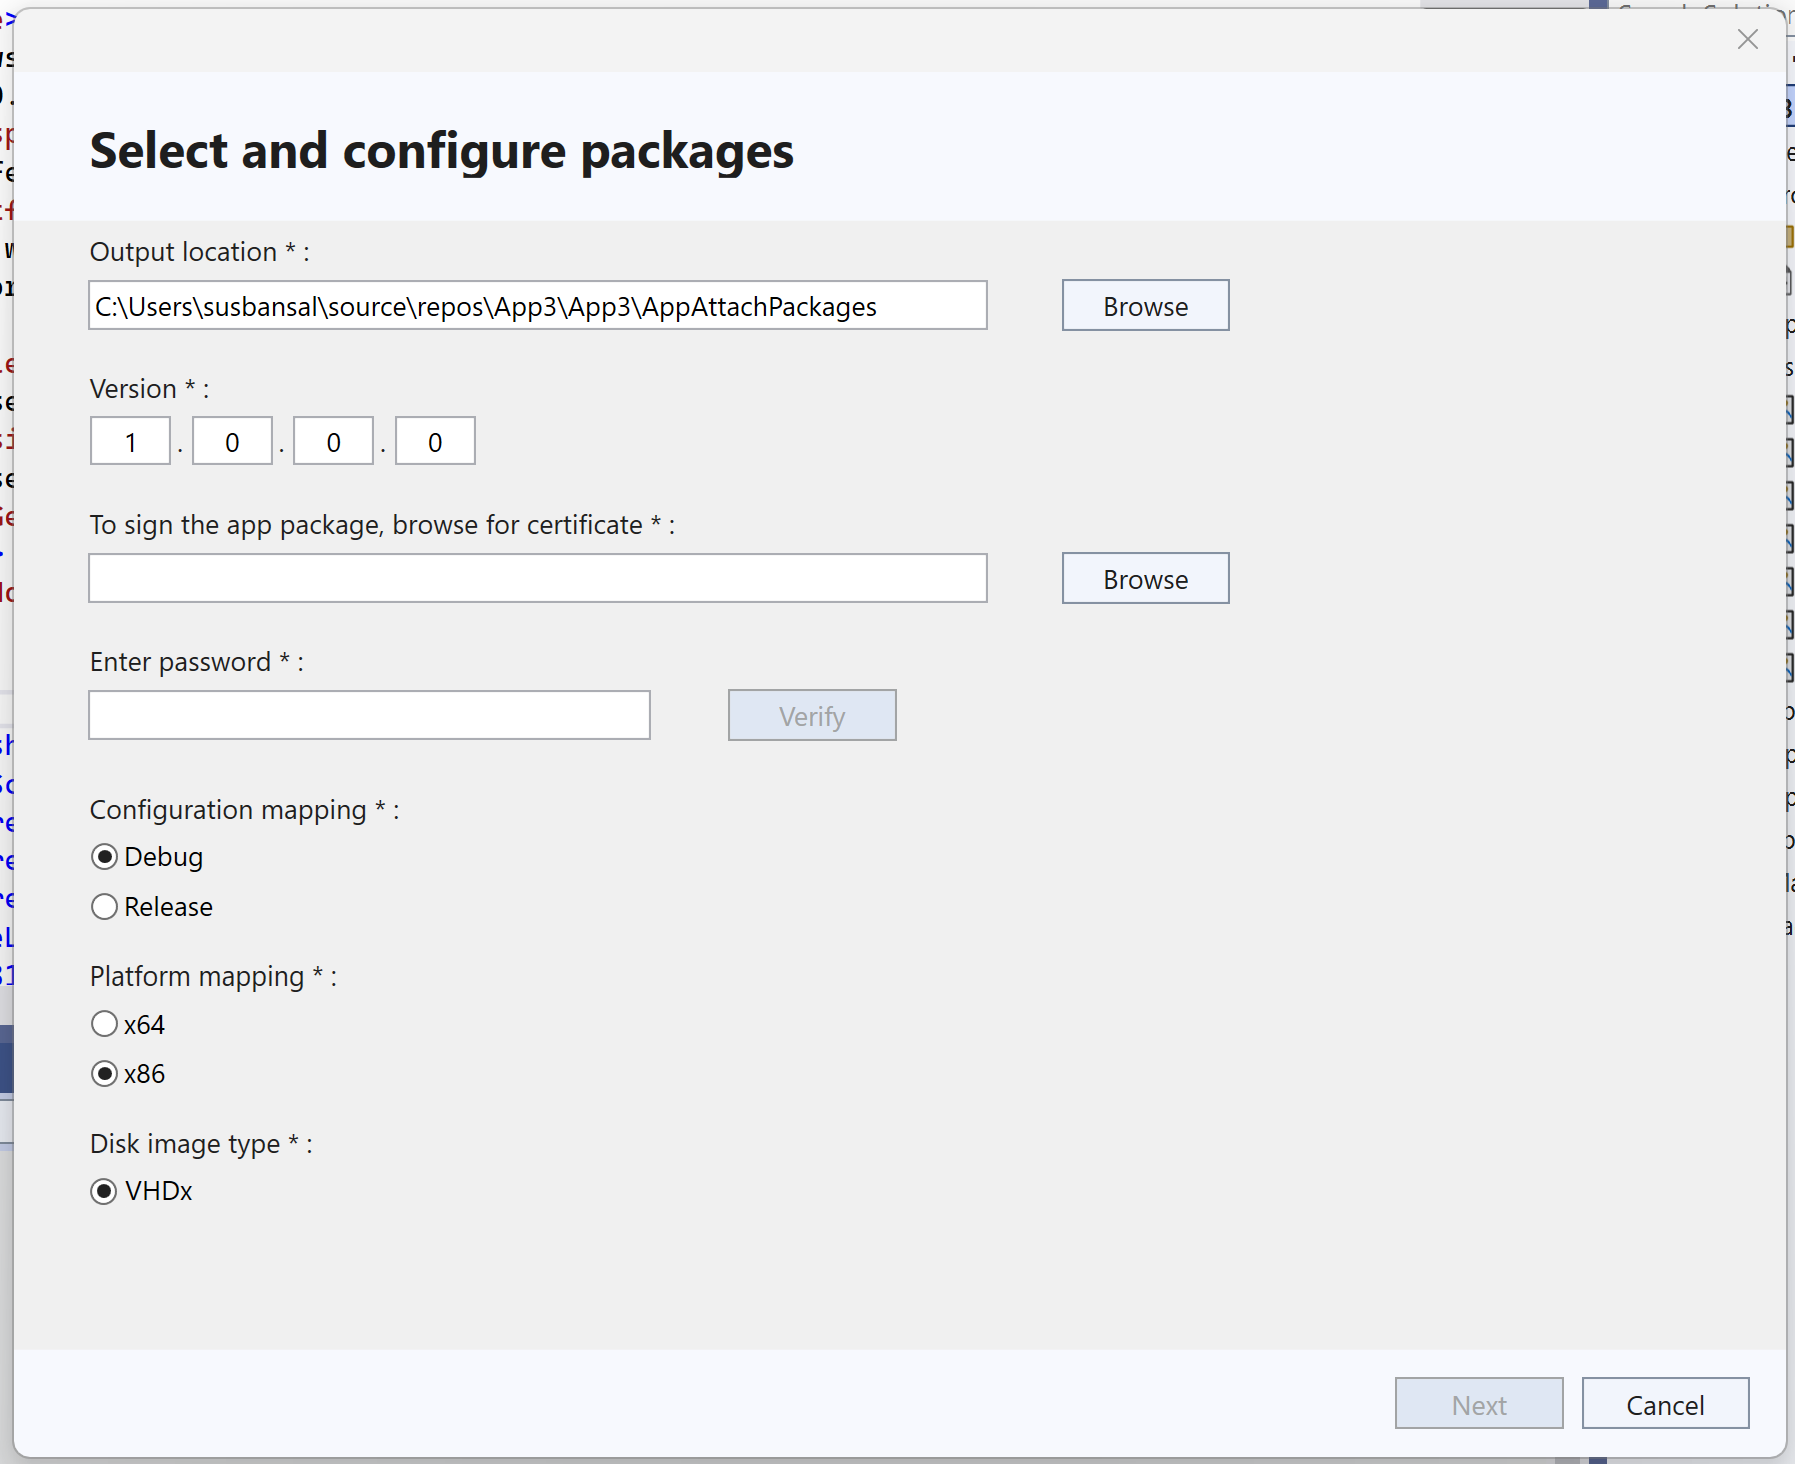 Select and configure packages
Output location * :
C:\Users\susbansal\source\repos\App3\App3\AppAttachPackages
Browse
Version * :
1 . 0 . 0 . 0
To sign the app package, browse for certificate * :
Browse
Enter password * :
Verify
Configuration mapping * :
Debug
Release
Platform mapping * :
x64
x86
Disk image type * :
VHDx
Next
Cancel